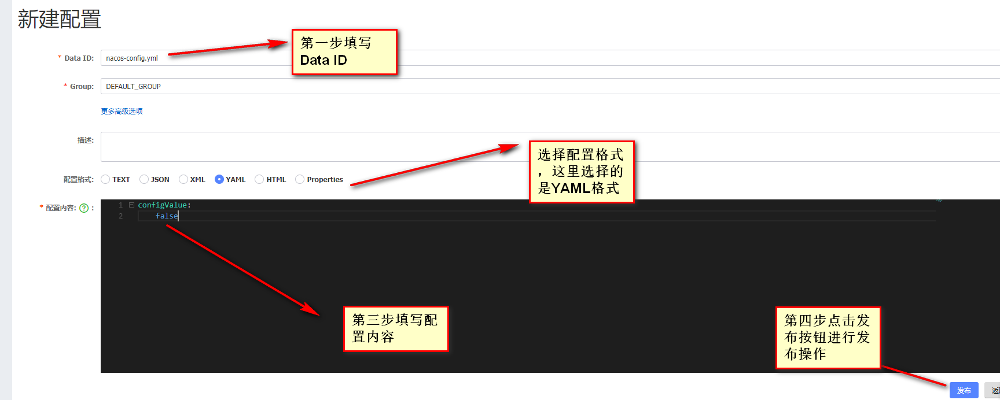 新建配置
* Data ID:
nacos-config.yml
第一步填写
Data ID
* Group:
DEFAULT_GROUP
更多高级选项
描述:
选择配置格式
，这里选择的
是YAML格式
配置格式:
TEXT
JSON
XML
YAML
HTML
Properties
* 配置内容: ? :
1
configValue:
2
false
第三步填写配
置内容
第四步点击发
布按钮进行发
布操作
发布